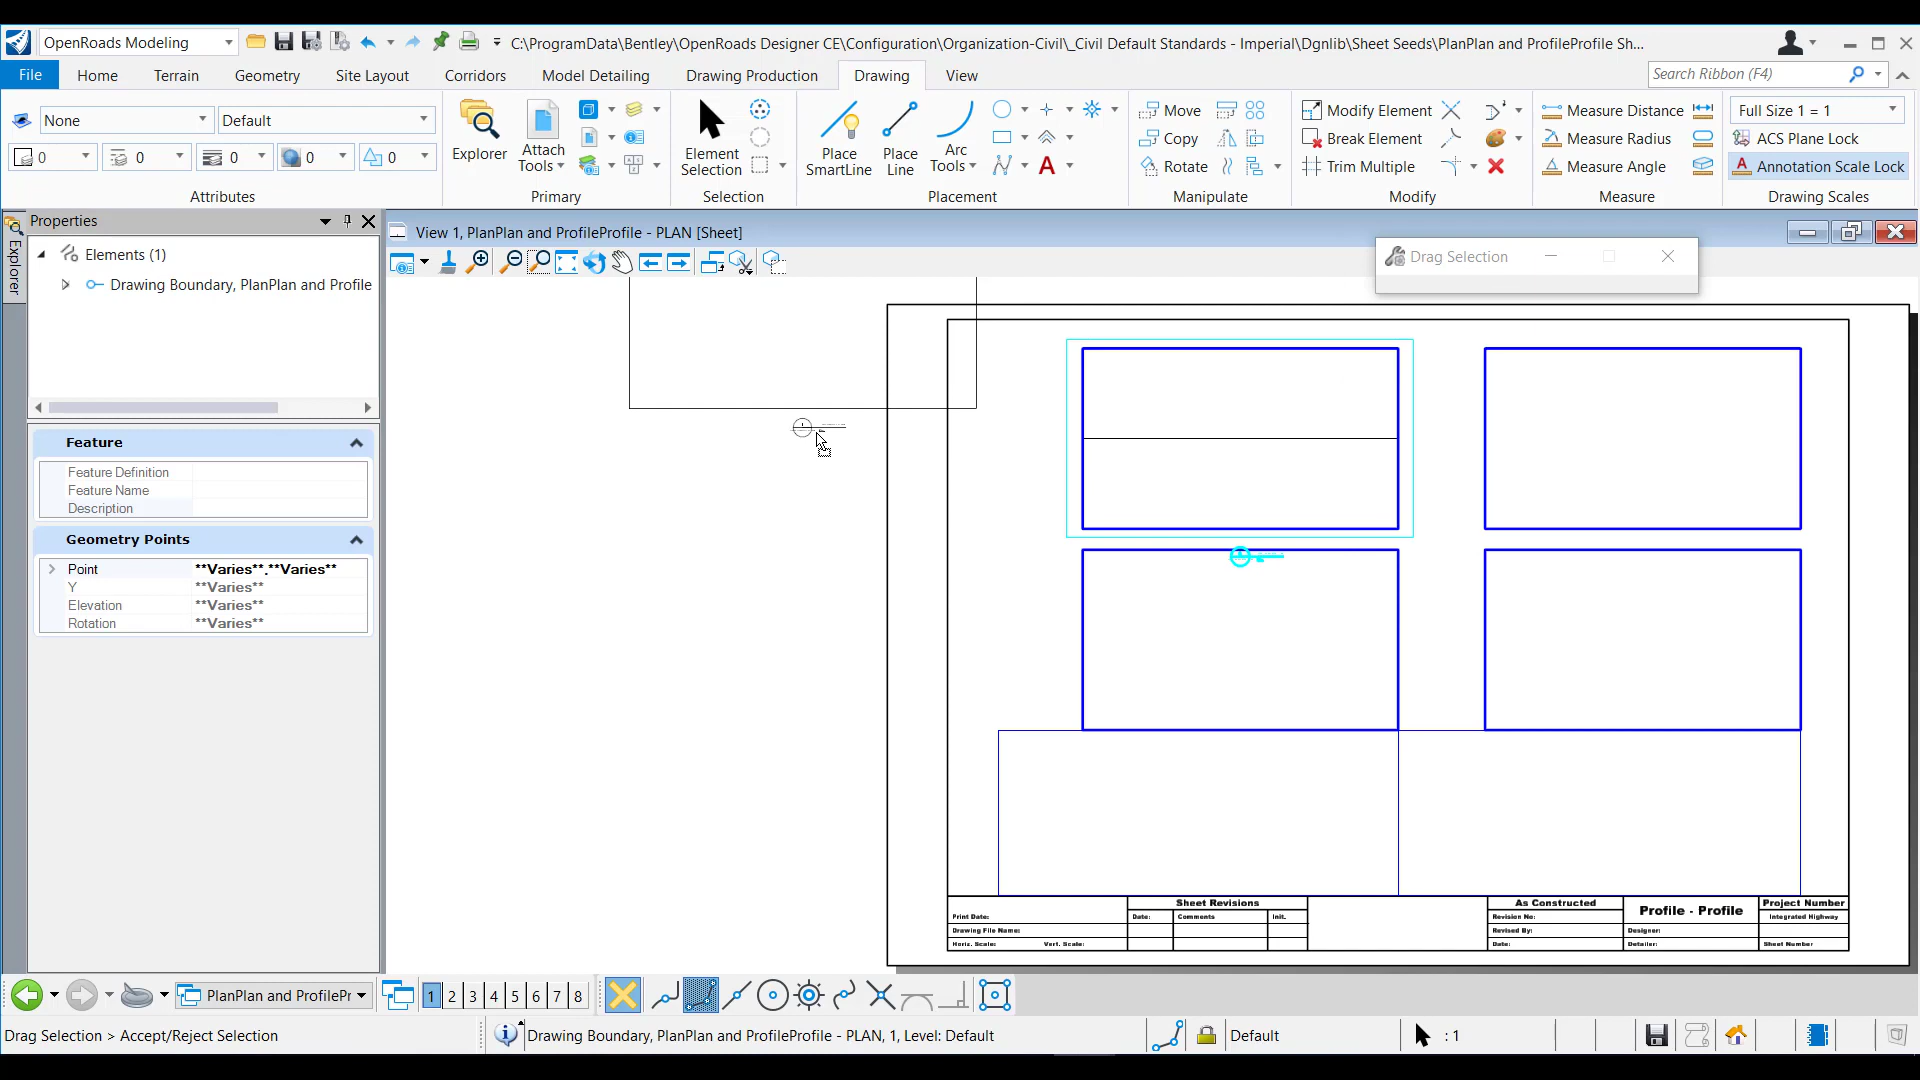 OpenRoads Modeling
C:\ProgramData\Bentley\OpenRoads Designer CE\Configuration\Organization-Civil\_Civil Default Standards - Imperial\Dgnlib\Sheet Seeds\PlanPlan and ProfileProfile Sh...
File Home Terrain Geometry Site Layout Corridors Model Detailing Drawing Production Drawing View
Search Ribbon (F4)
None Default
0 0 0 0 0
Attributes
Explorer
Attach Tools
Primary
Element Selection
Selection
Place SmartLine
Place Line
Arc Tools
Placement
Move
Copy
Rotate
Manipulate
Modify Element
Break Element
Trim Multiple
Modify
Measure Distance
Measure Radius
Measure Angle
Measure
Full Size 1 = 1
ACS Plane Lock
Annotation Scale Lock
Drawing Scales
Explorer
Properties
Elements (1)
Drawing Boundary, PlanPlan and Profile
Feature
Feature Definition
Feature Name
Description
Geometry Points
Point **Varites**,**Varies**
Y **Varies**
Elevation **Varies**
Rotation **Varies**
View 1, PlanPlan and ProfileProfile - PLAN [Sheet]
Drag Selection
Print Date:
Drawing File Name:
Horiz. Scale: Vert. Scale:
Sheet Revisions
Date: Comments Init.
As Constructed
Revision No:
Revised By:
Date:
Profile - Profile
Designer:
Detailer:
Project Number
Integrated Highway
Sheet Number
PlanPlan and ProfilePr
1 2 3 4 5 6 7 8
Drag Selection > Accept/Reject Selection
Drawing Boundary, PlanPlan and ProfileProfile - PLAN, 1, Level: Default
Default
: 1